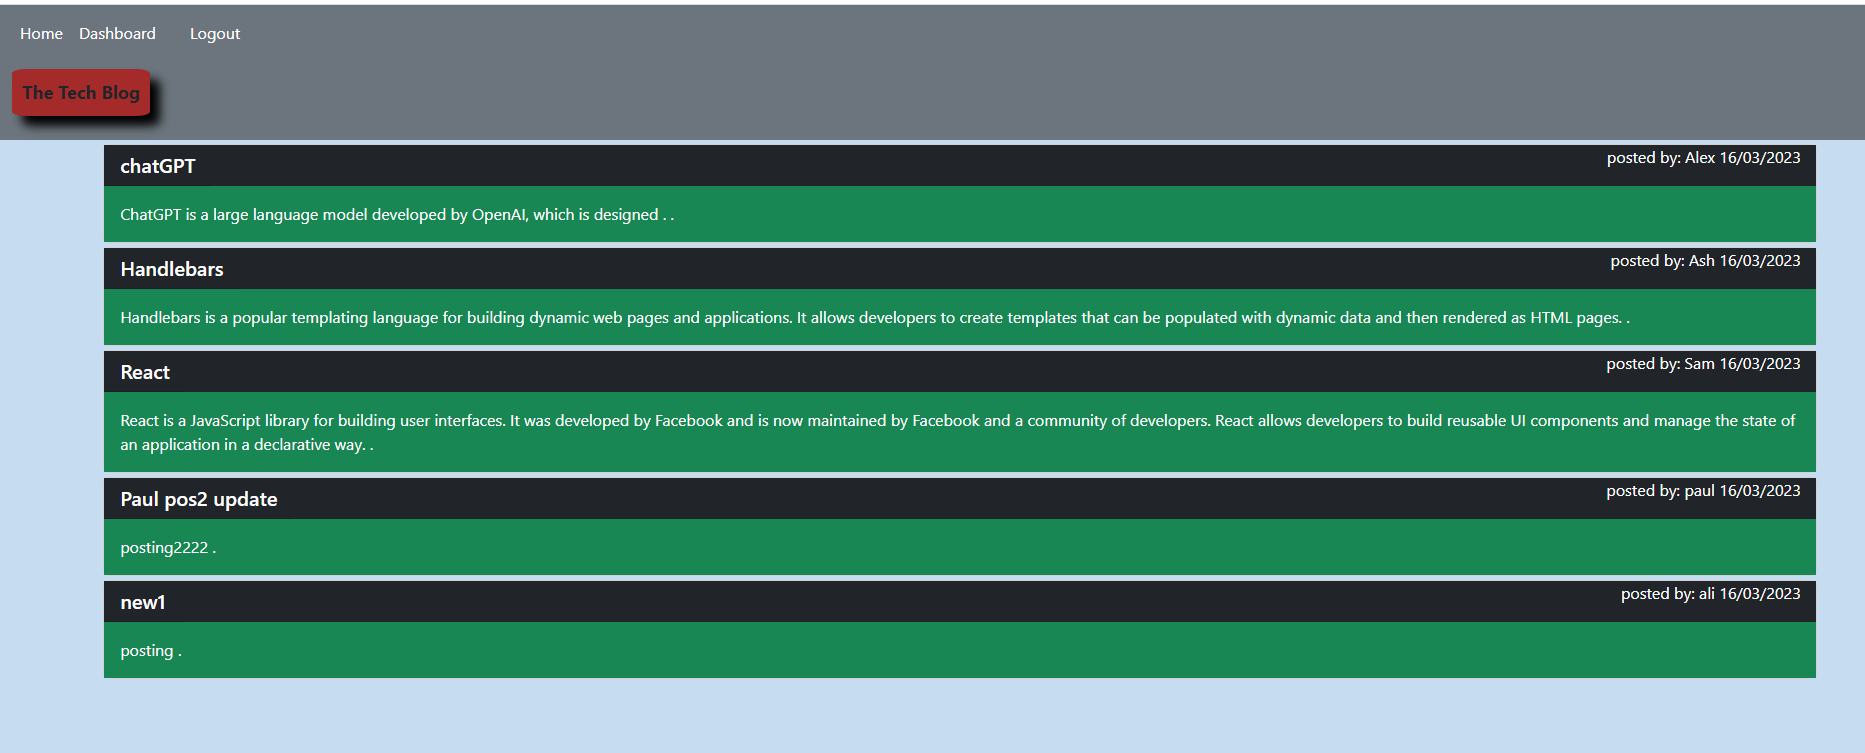 Home Dashboard Logout
The Tech Blog
chatGPT posted by: Alex 16/03/2023
ChatGPT is a large language model developed by OpenAI, which is designed . .
Handlebars posted by: Ash 16/03/2023
Handlebars is a popular templating language for building dynamic web pages and applications. It allows developers to create templates that can be populated with dynamic data and then rendered as HTML pages. .
React posted by: Sam 16/03/2023
React is a JavaScript library for building user interfaces. It was developed by Facebook and is now maintained by Facebook and a community of developers. React allows developers to build reusable UI components and manage the state of
an application in a declarative way. .
Paul pos2 update posted by: paul 16/03/2023
posting2222 .
new1 posted by: ali 16/03/2023
posting .